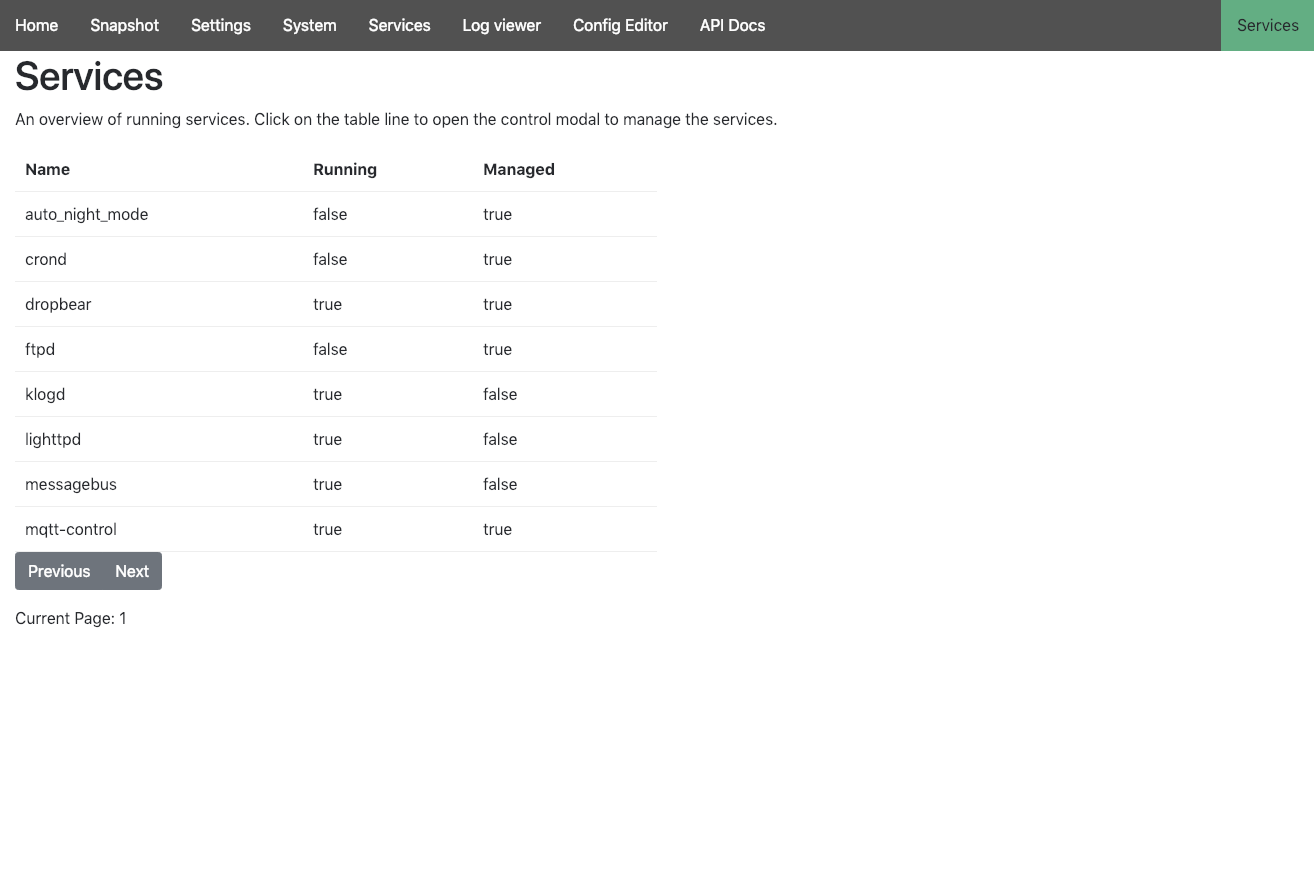 Home Snapshot Settings System Services Log viewer Config Editor API Docs Services
Services
An overview of running services. Click on the table line to open the control modal to manage the services.
Name Running Managed
auto_night_mode false true
crond false true
dropbear true true
ftpd false true
klogd true false
lighttpd true false
messagebus true false
mqtt-control true true
Previous Next
Current Page: 1